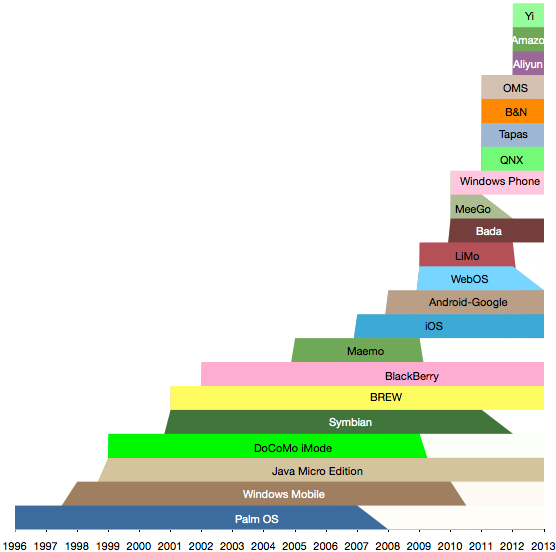 Yi
Amazo
Aliyun
OMS
B&N
Tapas
QNX
Windows Phone
MeeGo
Bada
LiMo
WebOS
Android-Google
iOS
Maemo
BlackBerry
BREW
Symbian
DoCoMo iMode
Java Micro Edition
Windows Mobile
Palm OS
1996 1997 1998 1999 2000 2001 2002 2003 2004 2005 2006 2007 2008 2009 2010 2011 2012 2013